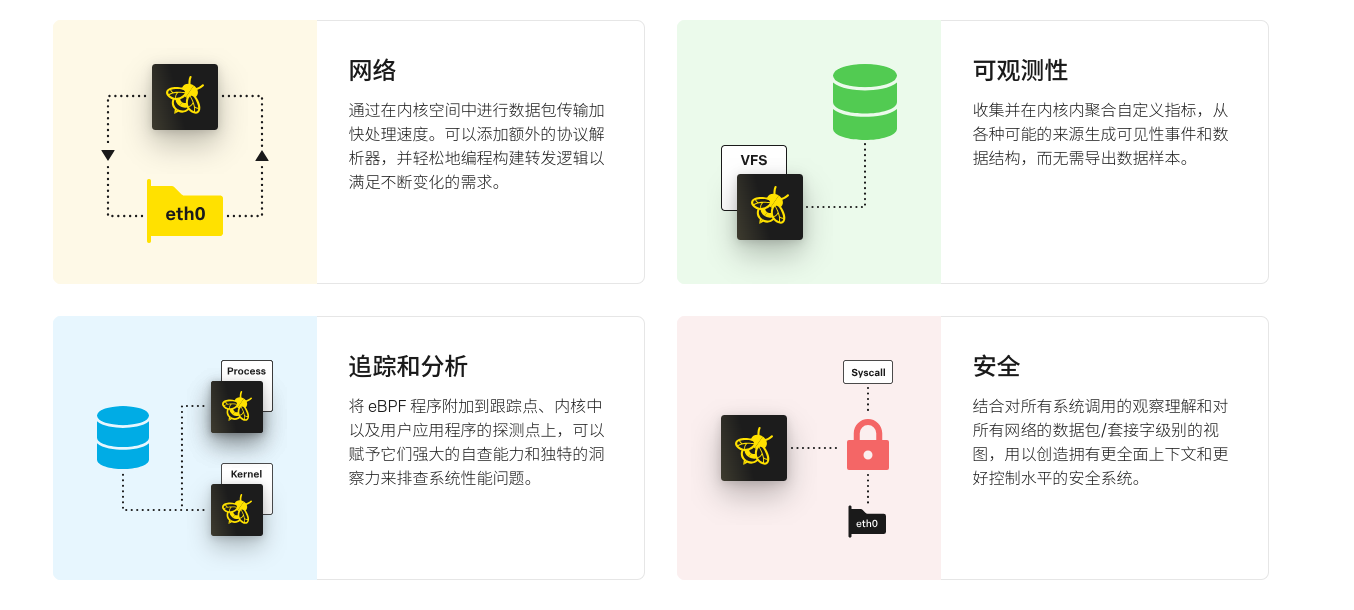 eth0
网络
通过在内核空间中进行数据包传输加
快处理速度。可以添加额外的协议解
析器，并轻松地编程构建转发逻辑以
满足不断变化的需求。
VFS
可观测性
收集并在内核内聚合自定义指标，从
各种可能的来源生成可见性事件和数
据结构，而无需导出数据样本。
Process
Kernel
追踪和分析
将 eBPF 程序附加到跟踪点、内核中
以及用户应用程序的探测点上，可以
赋予它们强大的自查能力和独特的洞
察力来排查系统性能问题。
Syscall
eth0
安全
结合对所有系统调用的观察理解和对
所有网络的数据包/套接字级别的视
图，用以创造拥有更全面上下文和更
好控制水平的安全系统。